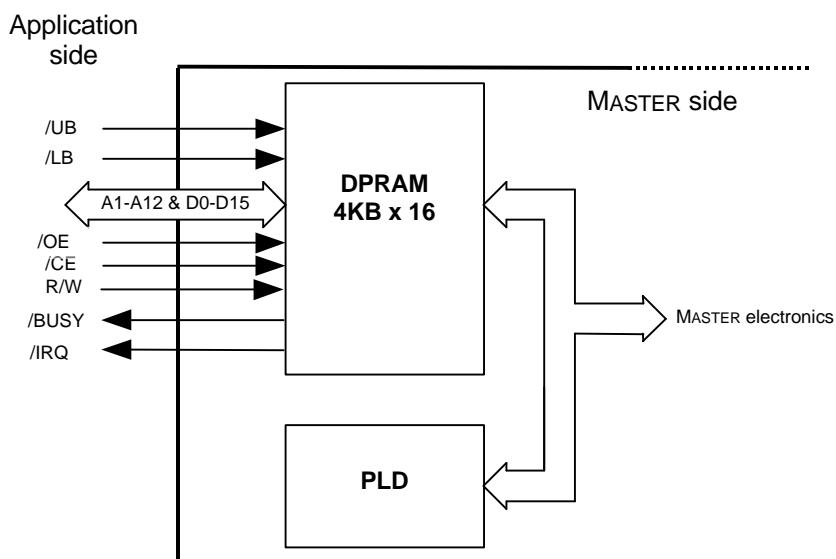 Application
side
MASTER side
/UB
/LB
DPRAM
4KB x 16
A1-A12 & D0-D15
/OE
/CE
R/W
/BUSY
/IRQ
MASTER electronics
PLD